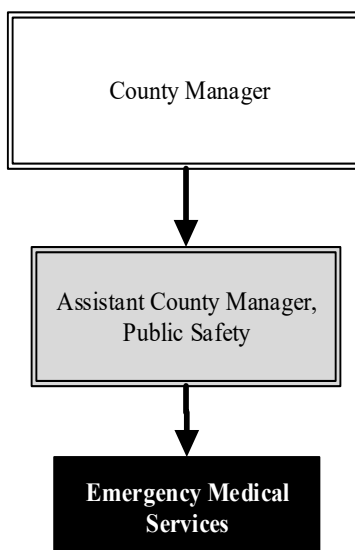 County Manager
Assistant County Manager,
Public Safety
Emergency Medical
Services